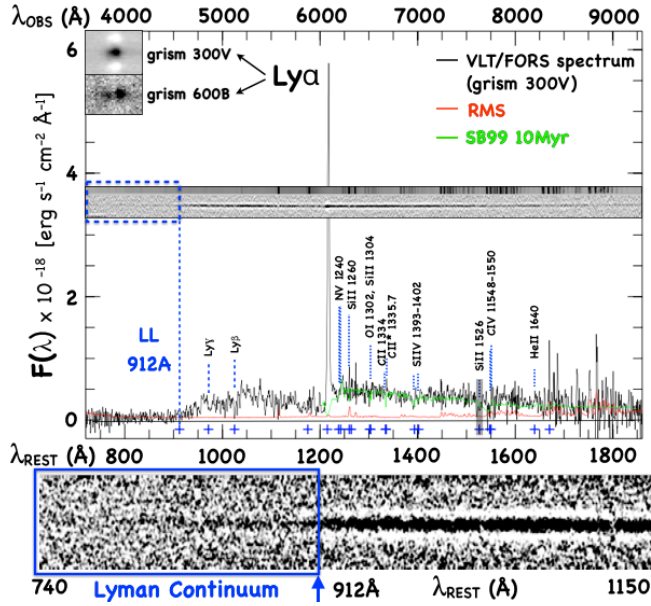 λOBS (Å) 4000 5000 6000 7000 8000 9000
grism 300V
grism 600B
Lyα
VLT/FORS spectrum
(grism 300V)
RMS
SB99 10Myr
F(λ) x 10-18 [erg s-1 cm-2 Å-1]
6
4
2
0
LL
912A
Lyγ
Lyβ
NV 1240
SiII 1260
OI 1302, SiII 1304
CII 1334
CII* 1335.7
SiIV 1393-1402
SiII 1526
CIV 11548-1550
HeII 1640
λREST (Å) 800 1000 1200 1400 1600 1800
740 Lyman Continuum 912Å λREST (Å) 1150